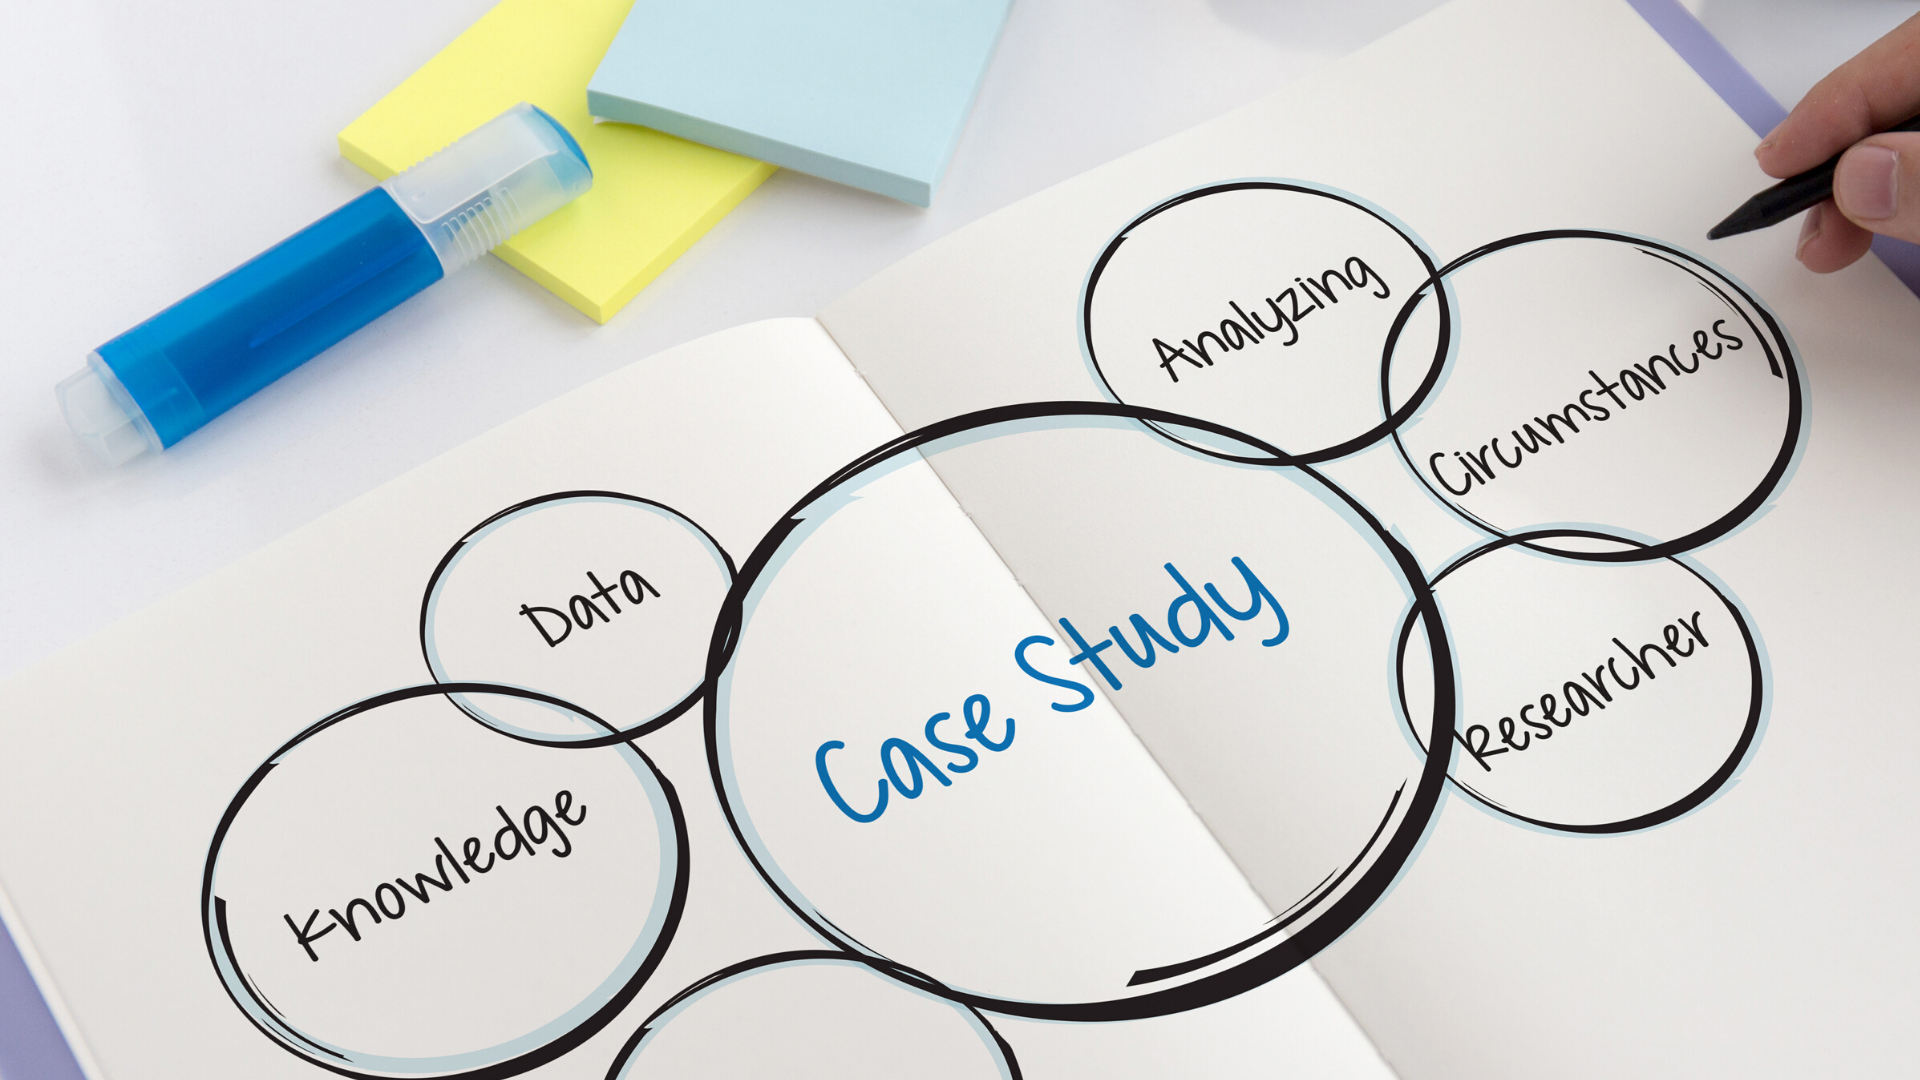 Analyzing
Circumstances
Data
Case Study
Researcher
Knowledge